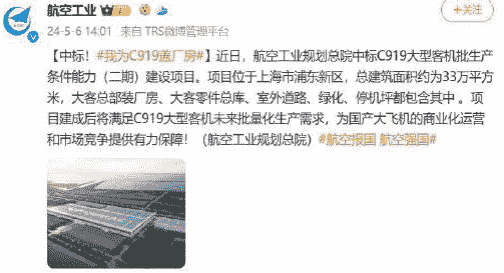 航空工业
+关注
24-5-6 14:01 来自 TRS微博管理平台
【中标！#我为C919盖厂房#】近日，航空工业规划总院中标C919大型客机批生产
条件能力（二期）建设项目。项目位于上海市浦东新区，总建筑面积约为33万平方
米，大客总部装厂房、大客零件总库、室外道路、绿化、停机坪都包含其中 。项
目建成后将满足C919大型客机未来批量化生产需求，为国产大飞机的商业化运营
和市场竞争提供有力保障！（航空工业规划总院）#航空报国 航空强国#